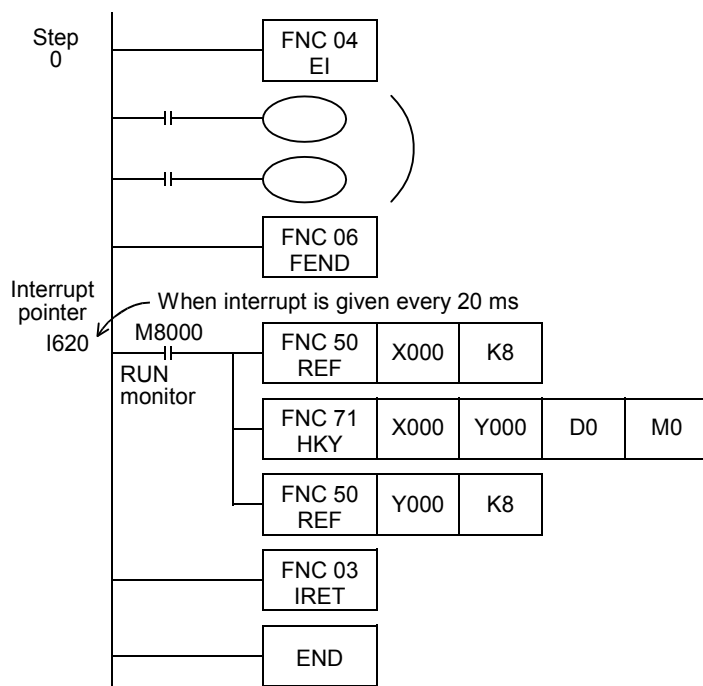 Step
0
FNC 04
EI
FNC 06
FEND
Interrupt
pointer
I620
When interrupt is given every 20 ms
M8000
RUN
monitor
FNC 50
REF
X000
K8
FNC 71
HKY
X000
Y000
D0
M0
FNC 50
REF
Y000
K8
FNC 03
IRET
END